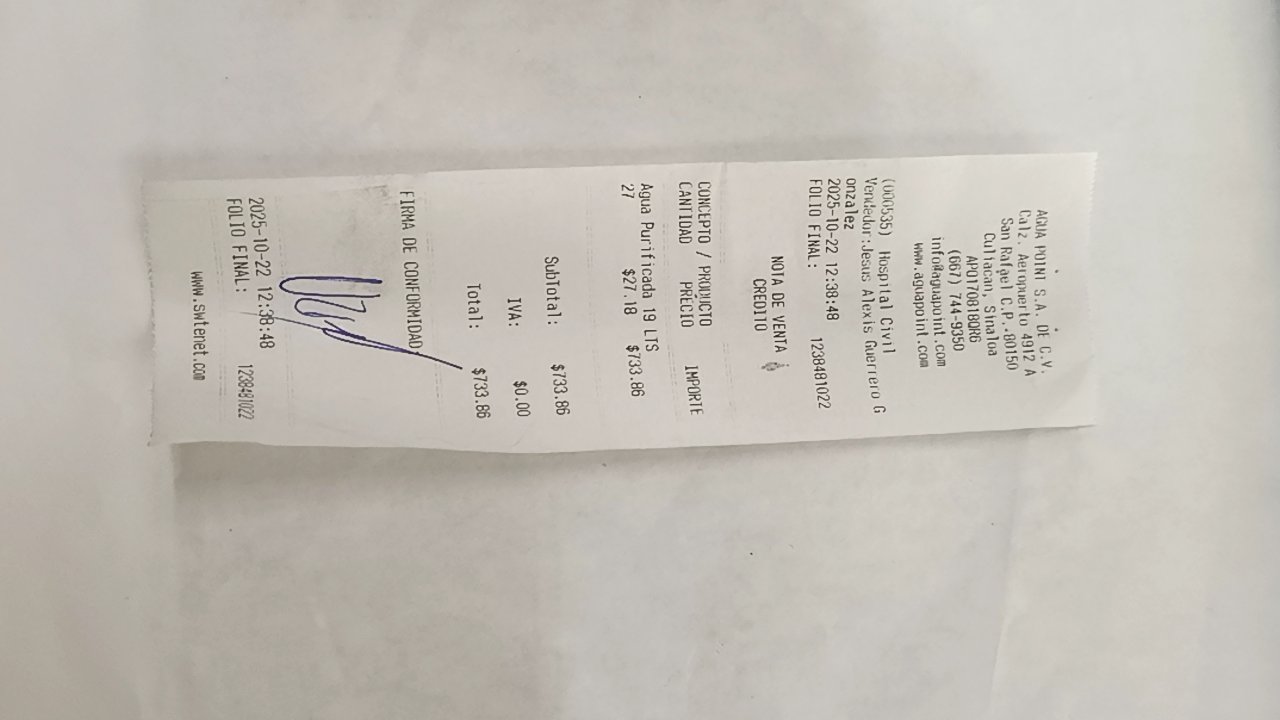 AGUA POINT S.A. DE C.V.
Calz. Aeropuerto 4912 A
San Rafael C.P. 80150
Culiacan, Sinaloa
APO170818QR6
(667) 744-9350
info@aguapoint.com
www.aguapoint.com
(000535) Hospital Civil
Vendedor:Jesus Alexis Guerrero G
onzalez
2025-10-22 12:38:48
FOLIO FINAL: 1238481022
NOTA DE VENTA
CREDITO
CONCEPTO / PRODUCTO
CANTIDAD PRECIO IMPORTE
Agua Purificada 19 LTS
27 $27.18 $733.86
SubTotal: $733.86
IVA: $0.00
Total: $733.86
FIRMA DE CONFORMIDAD
2025-10-22 12:38:48
FOLIO FINAL: 1238481022
www.swtenet.com